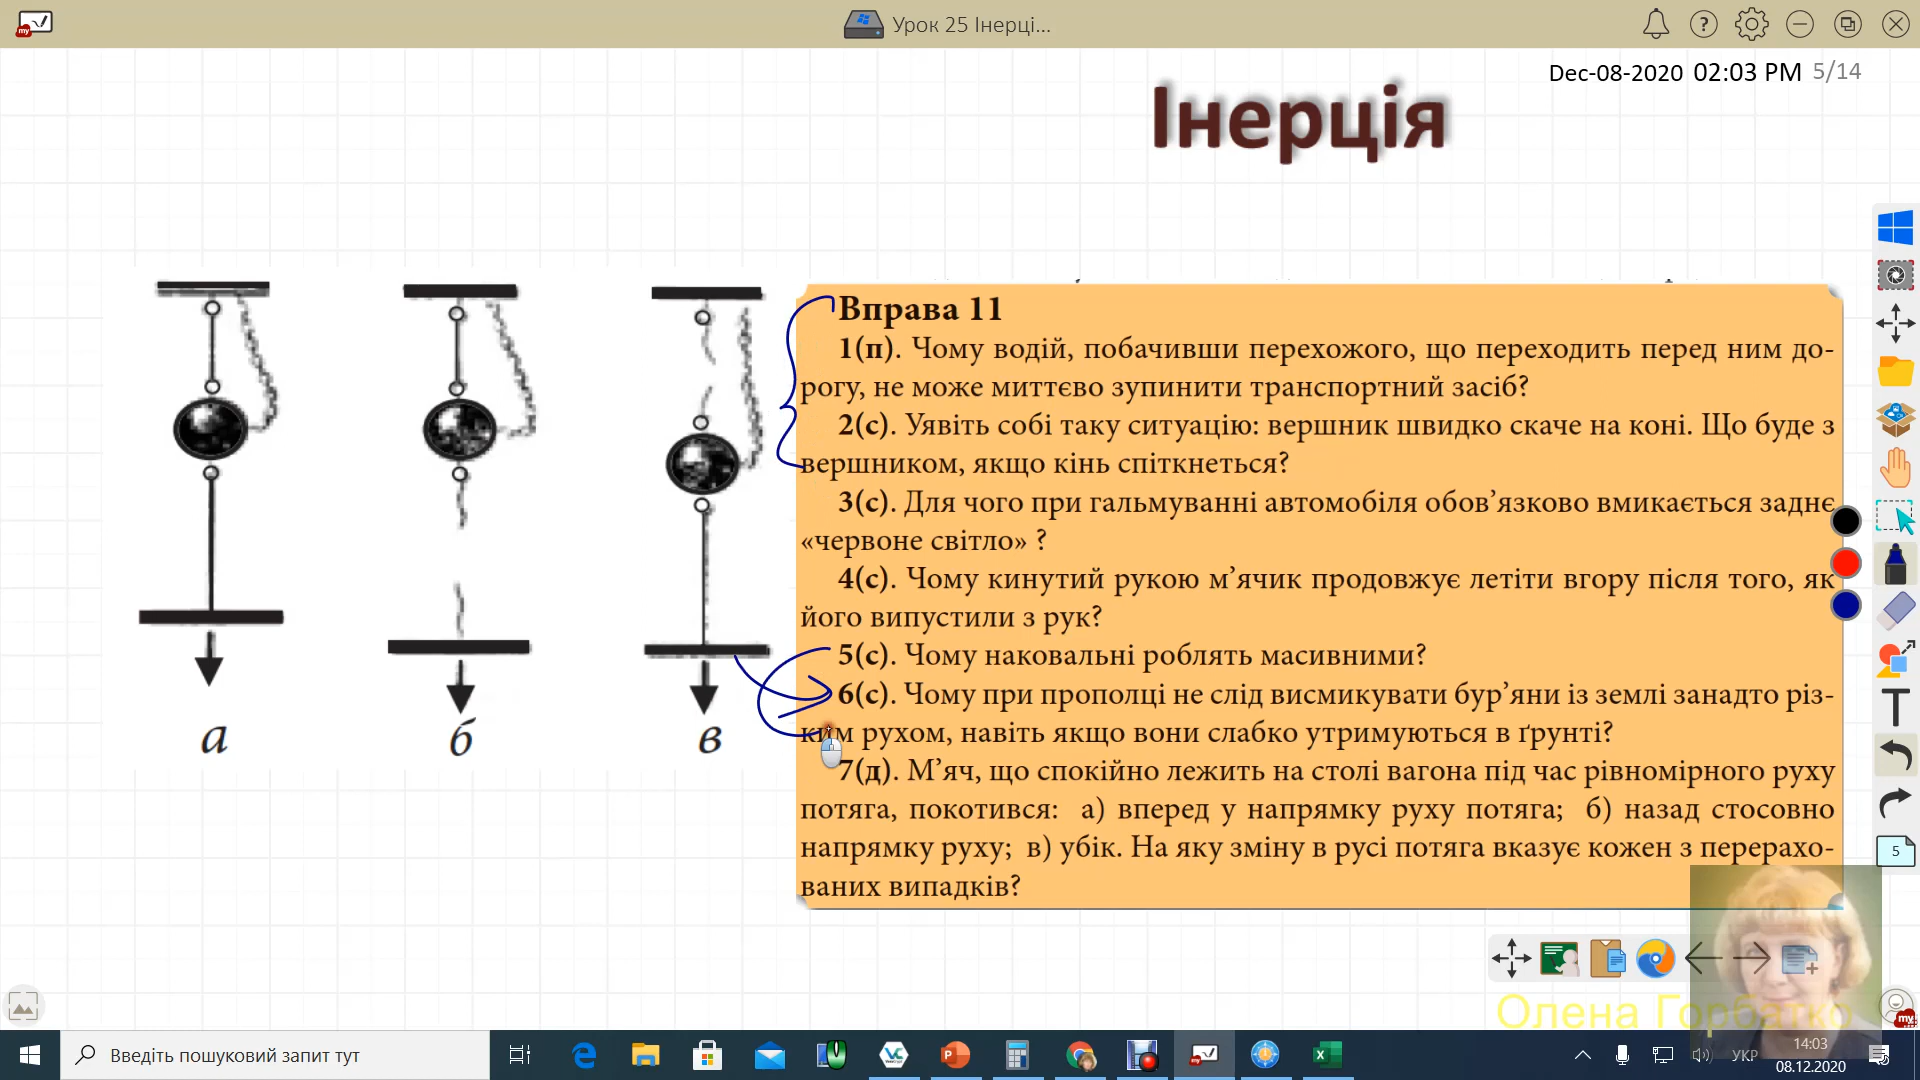 Урок 25 Інерці...
Dec-08-2020 02:03 PM 5/14
Інерція
Вправа 11
1(п). Чому водій, побачивши перехожого, що переходить перед ним до-
рогу, не може миттєво зупинити транспортний засіб?
2(с). Уявіть собі таку ситуацію: вершник швидко скаче на коні. Що буде з
вершником, якщо кінь спіткнеться?
3(с). Для чого при гальмуванні автомобіля обов’язково вмикається заднє
«червоне світло» ?
4(с). Чому кинутий рукою м’ячик продовжує летіти вгору після того, як
його випустили з рук?
5(с). Чому наковальні роблять масивними?
6(с). Чому при прополці не слід висмикувати бур’яни із землі занадто різ-
ким рухом, навіть якщо вони слабко утримуються в ґрунті?
7(д). М’яч, що спокійно лежить на столі вагона під час рівномірного руху
потяга, покотився: а) вперед у напрямку руху потяга; б) назад стосовно
напрямку руху; в) убік. На яку зміну в русі потяга вказує кожен з перерахо-
ваних випадків?
а б в
5
Олена Горбатко
Введіть пошуковий запит тут
УКР
14:03
08.12.2020